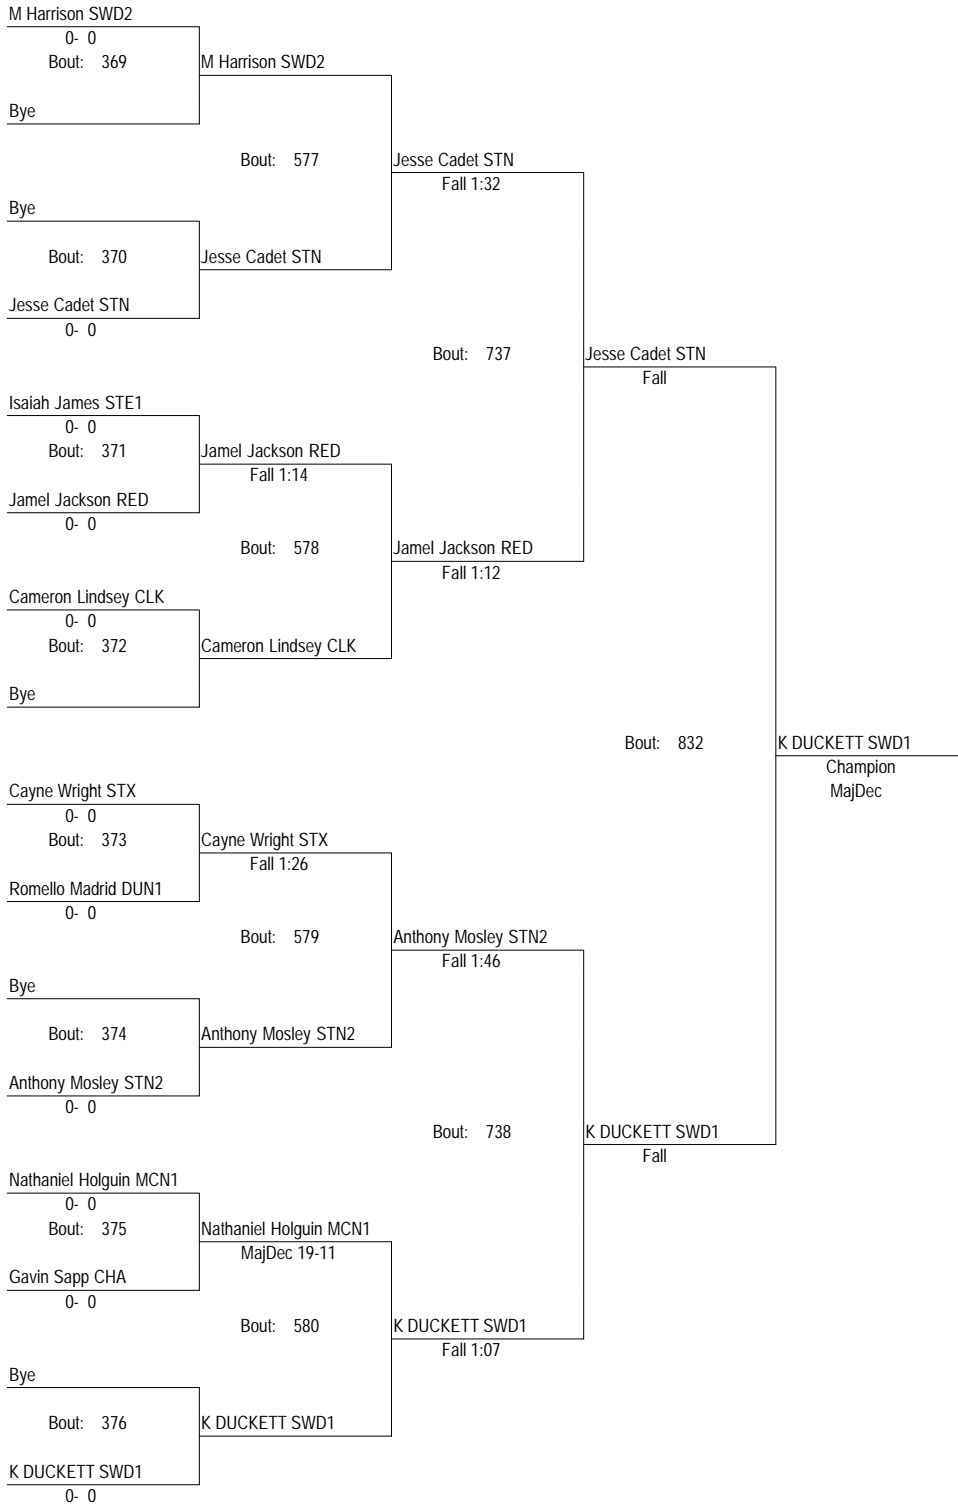 M Harrison SWD2
0- 0
Bout: 369
M Harrison SWD2
Bye
Bout: 577
Jesse Cadet STN
Fall 1:32
Bye
Bout: 370
Jesse Cadet STN
Jesse Cadet STN
0- 0
Bout: 737
Jesse Cadet STN
Fall
Isaiah James STE1
0- 0
Bout: 371
Jamel Jackson RED
Fall 1:14
Jamel Jackson RED
0- 0
Bout: 578
Jamel Jackson RED
Fall 1:12
Cameron Lindsey CLK
0- 0
Bout: 372
Cameron Lindsey CLK
Bye
Bout: 832
K DUCKETT SWD1
Champion
MajDec
Cayne Wright STX
0- 0
Bout: 373
Cayne Wright STX
Fall 1:26
Romello Madrid DUN1
0- 0
Bout: 579
Anthony Mosley STN2
Fall 1:46
Bye
Bout: 374
Anthony Mosley STN2
Anthony Mosley STN2
0- 0
Bout: 738
K DUCKETT SWD1
Fall
Nathaniel Holguin MCN1
0- 0
Bout: 375
Nathaniel Holguin MCN1
MajDec 19-11
Gavin Sapp CHA
0- 0
Bout: 580
K DUCKETT SWD1
Fall 1:07
Bye
Bout: 376
K DUCKETT SWD1
K DUCKETT SWD1
0- 0